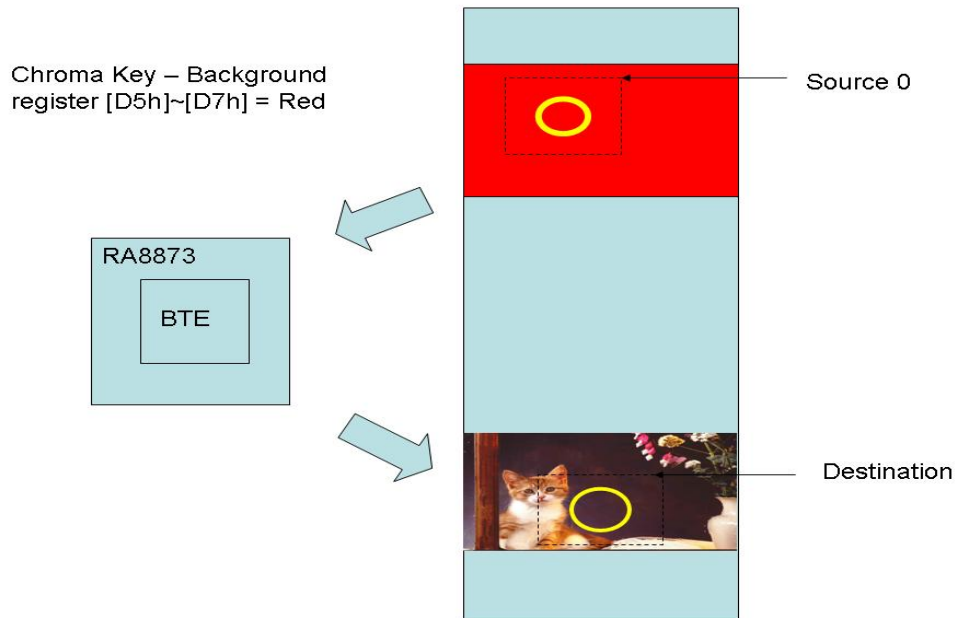 Chroma Key – Background
register [D5h]~[D7h] = Red
Source 0
RA8873
BTE
Destination